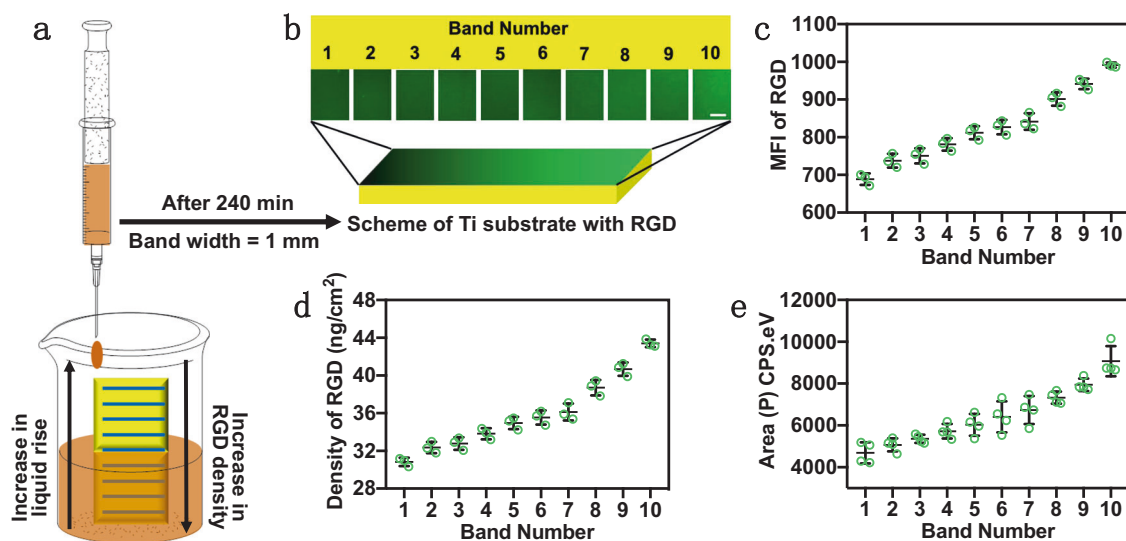 a
Increase in
liquid rise
Increase in
RGD density
After 240 min
Band width = 1 mm
b
Band Number
1 2 3 4 5 6 7 8 9 10
Scheme of Ti substrate with RGD
c
MFI of RGD
1100
1000
900
800
700
600
1 2 3 4 5 6 7 8 9 10
Band Number
d
Density of RGD (ng/cm²)
48
44
40
36
32
28
1 2 3 4 5 6 7 8 9 10
Band Number
e
Area (P) CPS.eV
12000
10000
8000
6000
4000
1 2 3 4 5 6 7 8 9 10
Band Number